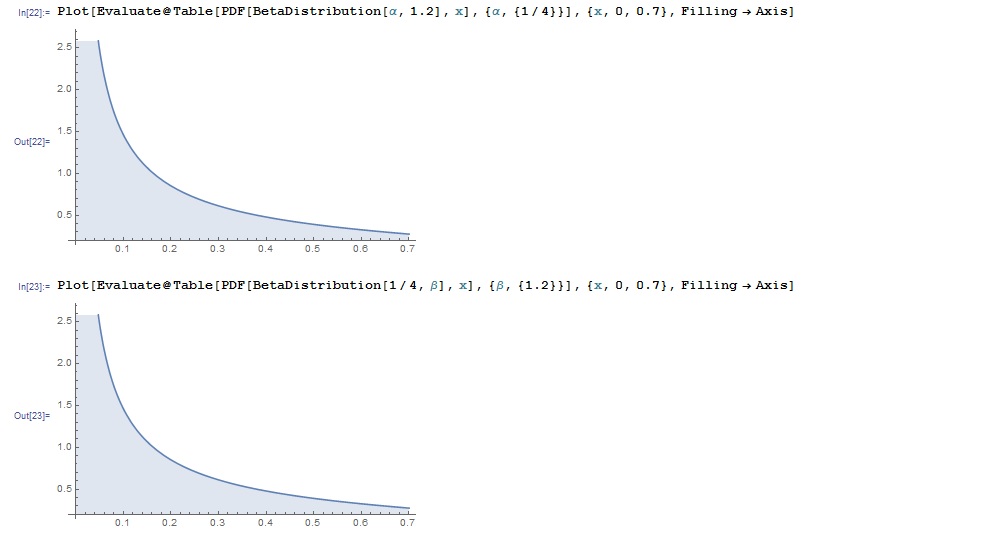 In[22]:= Plot[Evaluate@Table[PDF[BetaDistribution[α, 1.2], x], {α, {1/4}}], {x, 0, 0.7}, Filling → Axis]
2.5
2.0
1.5
Out[22]=
1.0
0.5
0.1 0.2 0.3 0.4 0.5 0.6 0.7
In[23]:= Plot[Evaluate@Table[PDF[BetaDistribution[1/4, β], x], {β, {1.2}}], {x, 0, 0.7}, Filling → Axis]
2.5
2.0
1.5
Out[23]=
1.0
0.5
0.1 0.2 0.3 0.4 0.5 0.6 0.7